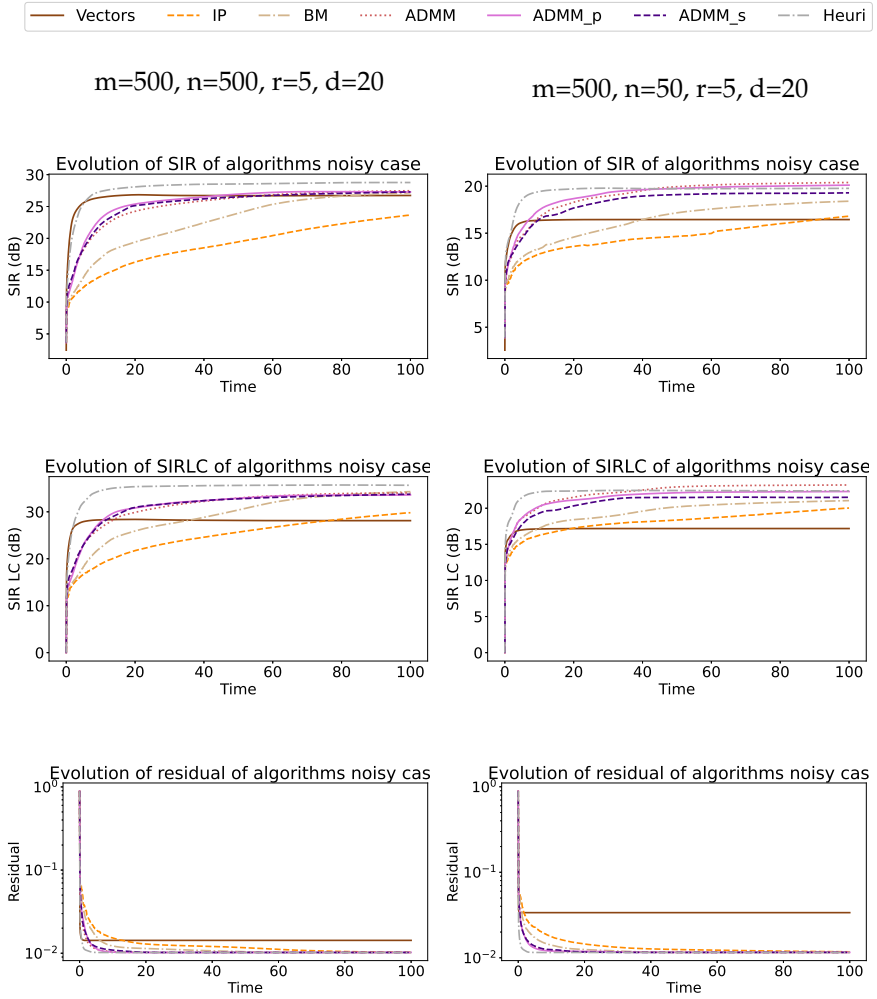 Vectors IP BM ADMM ADMM_p ADMM_s Heuri
m=500, n=500, r=5, d=20
m=500, n=50, r=5, d=20
Evolution of SIR of algorithms noisy case
SIR (dB)
30
25
20
15
10
5
0 20 40 60 80 100
Time
Evolution of SIR of algorithms noisy case
SIR (dB)
20
15
10
5
0 20 40 60 80 100
Time
Evolution of SIRLC of algorithms noisy case
SIR LC (dB)
30
20
10
0
0 20 40 60 80 100
Time
Evolution of SIRLC of algorithms noisy case
SIR LC (dB)
20
15
10
5
0
0 20 40 60 80 100
Time
Evolution of residual of algorithms noisy cas
Residual
10⁰
10⁻¹
10⁻²
0 20 40 60 80 100
Time
Evolution of residual of algorithms noisy cas
Residual
10⁰
10⁻¹
10⁻²
0 20 40 60 80 100
Time